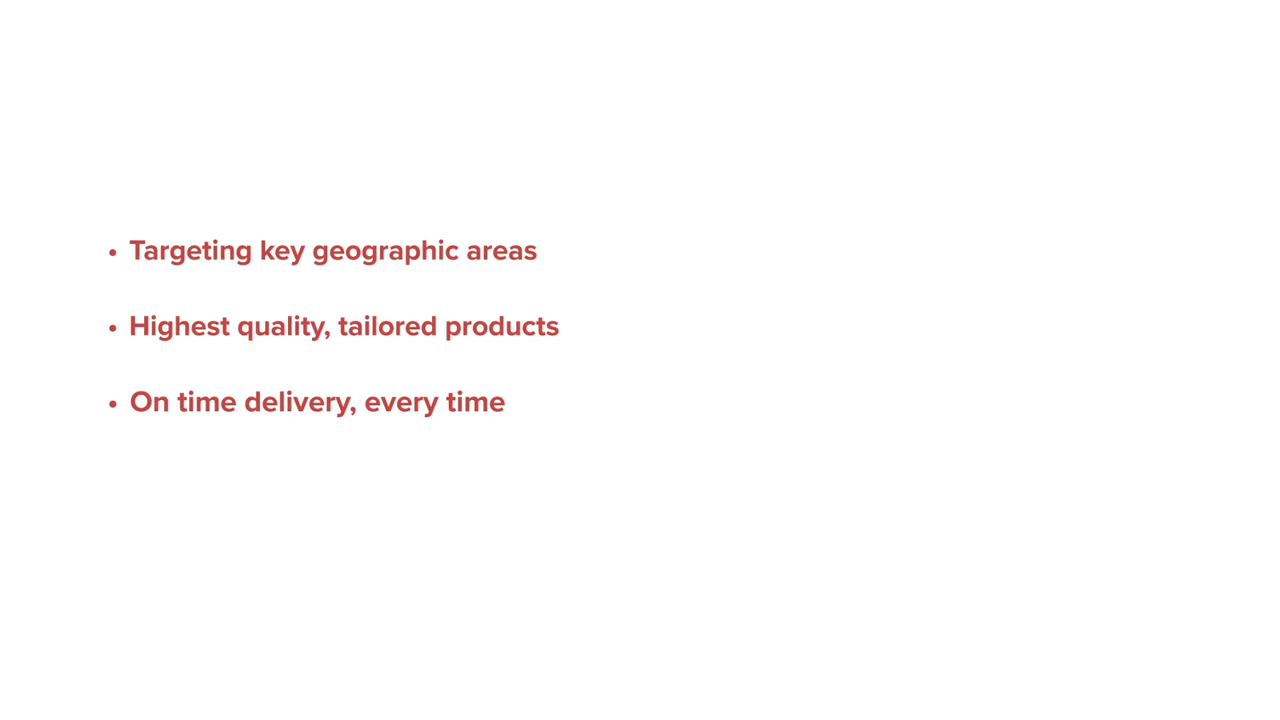 • Targeting key geographic areas
• Highest quality, tailored products
• On time delivery, every time